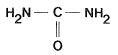 H₂N — C — NH₂
O